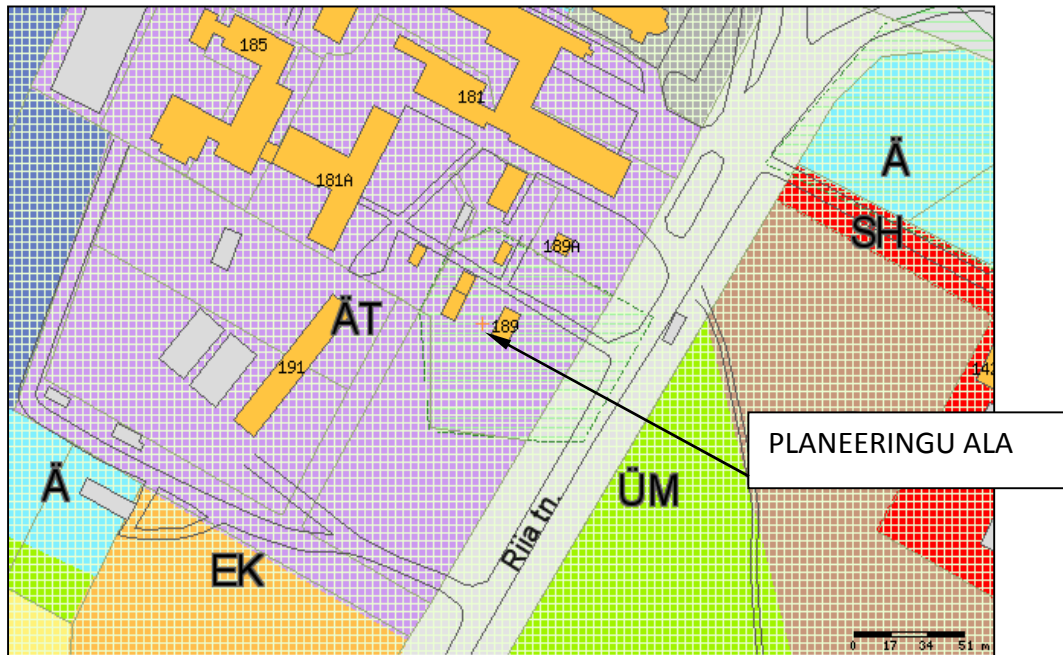 185
181
Ä
181A
SH
189A
ÄT
189
191
PLANEERINGU ALA
Ä
ÜM
Riia tn.
EK
0 17 34 51 m